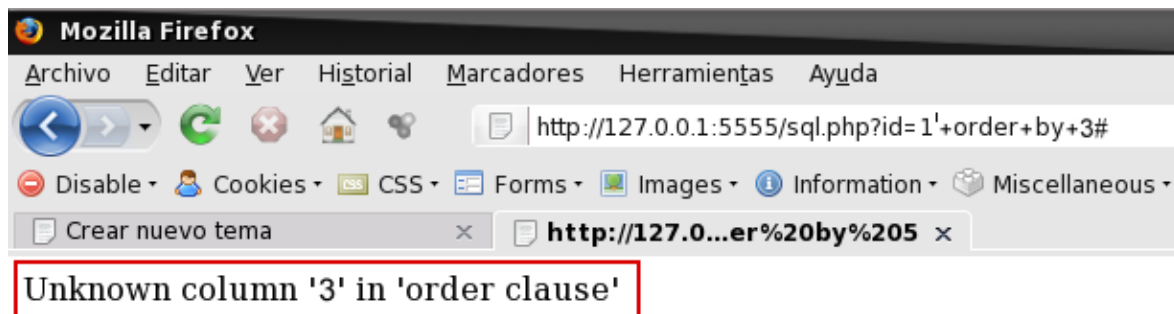 Mozilla Firefox
Archivo Editar Ver Historial Marcadores Herramientas Ayuda
http://127.0.0.1:5555/sql.php?id=1'+order+by+3#
Disable Cookies CSS CSS Forms Images Information Miscellaneous
Crear nuevo tema × http://127.0...er%20by%205 ×
Unknown column '3' in 'order clause'